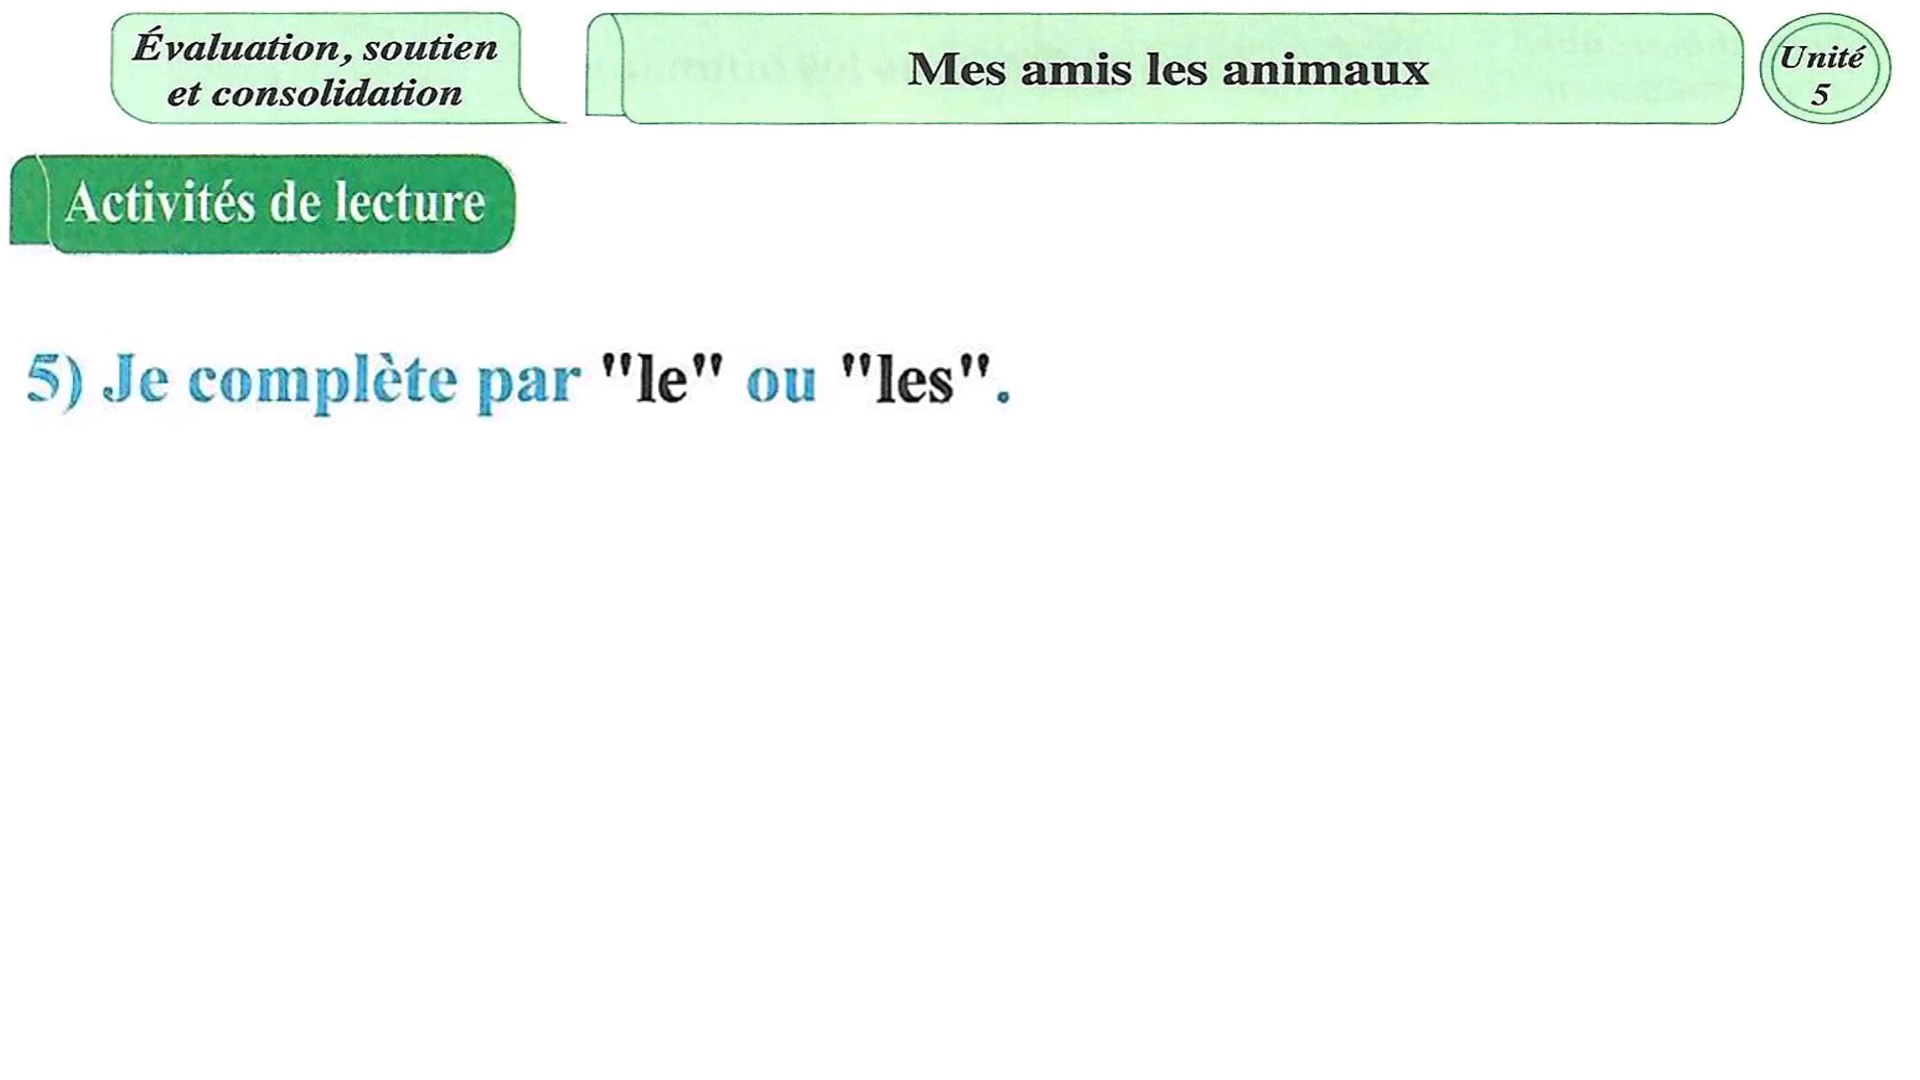 Évaluation, soutien
et consolidation
Mes amis les animaux
Unité
5
Activités de lecture
5) Je complète par "le" ou "les".